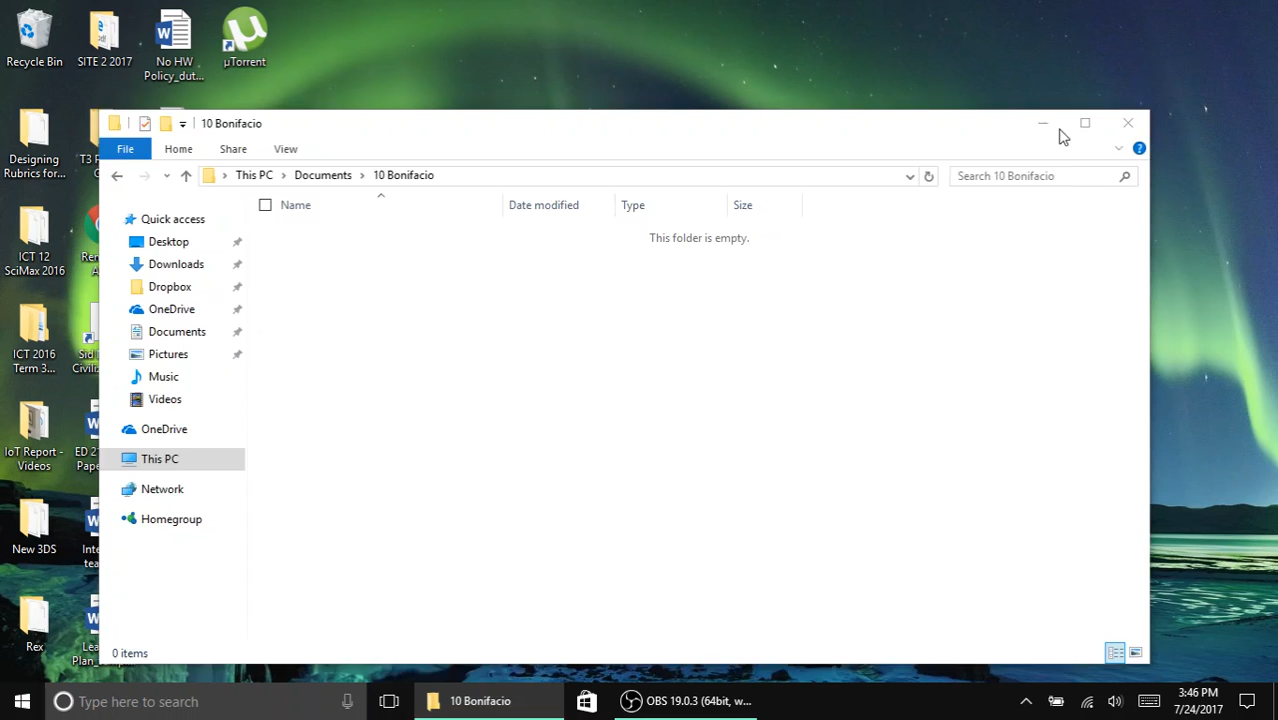 Recycle Bin
SITE 2 2017
No HW
Policy_dut...
µTorrent
Designing
Rubrics for...
ICT 12
SciMax 2016
ICT 2016
Term 3...
IoT Report -
Videos
New 3DS
Rex
10 Bonifacio
File
Home
Share
View
This PC
Documents
10 Bonifacio
Search 10 Bonifacio
Name
Date modified
Type
Size
This folder is empty.
Quick access
Desktop
Downloads
Dropbox
OneDrive
Documents
Pictures
Music
Videos
OneDrive
This PC
Network
Homegroup
0 items
Type here to search
10 Bonifacio
OBS 19.0.3 (64bit, w...
3:46 PM
7/24/2017